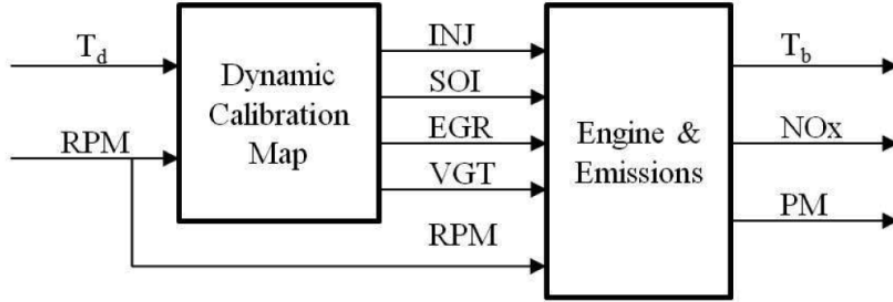 T_d
RPM
Dynamic
Calibration
Map
INJ
SOI
EGR
VGT
RPM
Engine &
Emissions
T_b
NOx
PM